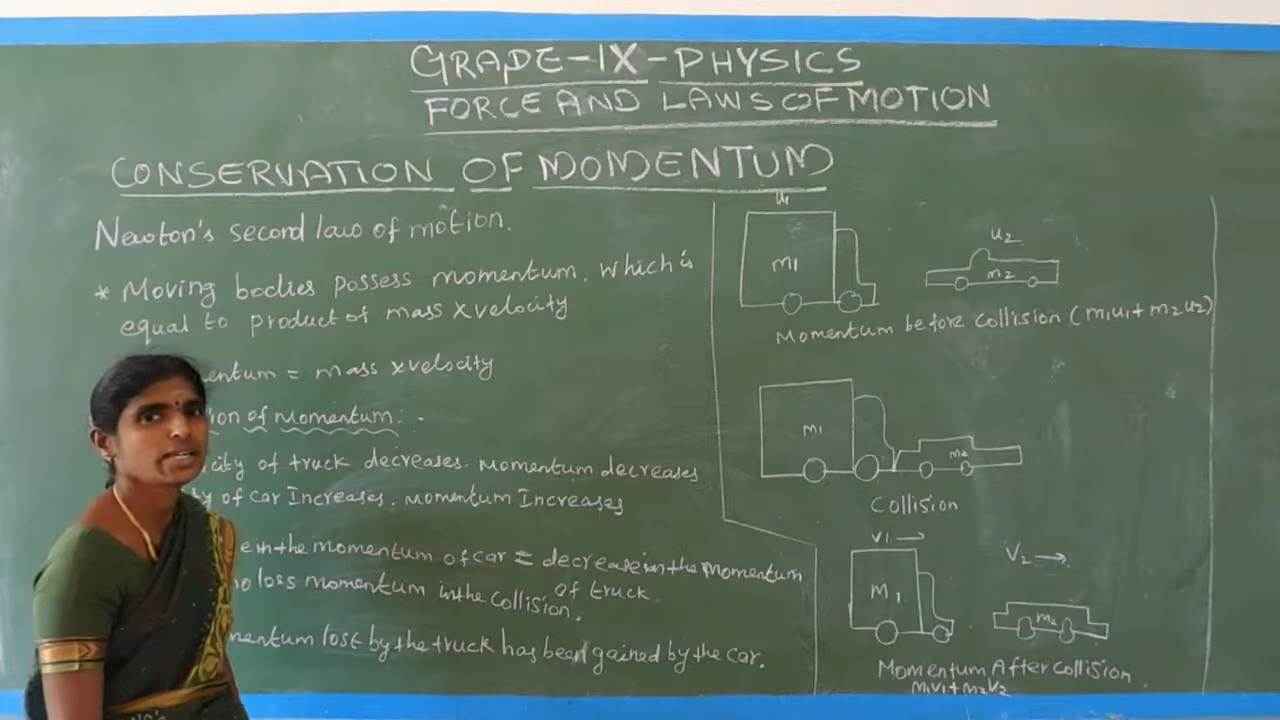 GRADE-IX-PHYSICS
FORCE AND LAWS OF MOTION
CONSERVATION OF MOMENTUM
Newton's second law of motion.
* Moving bodies possess momentum. Which is
equal to product of mass x velocity
entum = mass x velocity
ion of Momentum: -
city of truck decreases. Momentum decreases
ty of car Increases. Momentum Increases
e in the momentum of car = decrease in the momentum
of truck.
no loss momentum in the collision.
mentum lost by the truck has been gained by the car.
u1
m1
u2
m2
Momentum before collision (m1u1 + m2u2)
m1
m2
Collision
v1 →
m1
V2 →
m2
Momentum After collision
m1v1 + m2v2